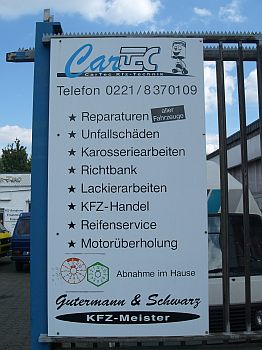 CarTEC
CarTec Kfz-Technik
Telefon 0221/8370109
★ Reparaturen aller Fahrzeuge
★ Unfallschäden
★ Karosseriearbeiten
★ Richtbank
★ Lackierarbeiten
★ KFZ-Handel
★ Reifenservice
★ Motorüberholung
Abnahme im Hause
Gutermann & Schwarz
KFZ-Meister